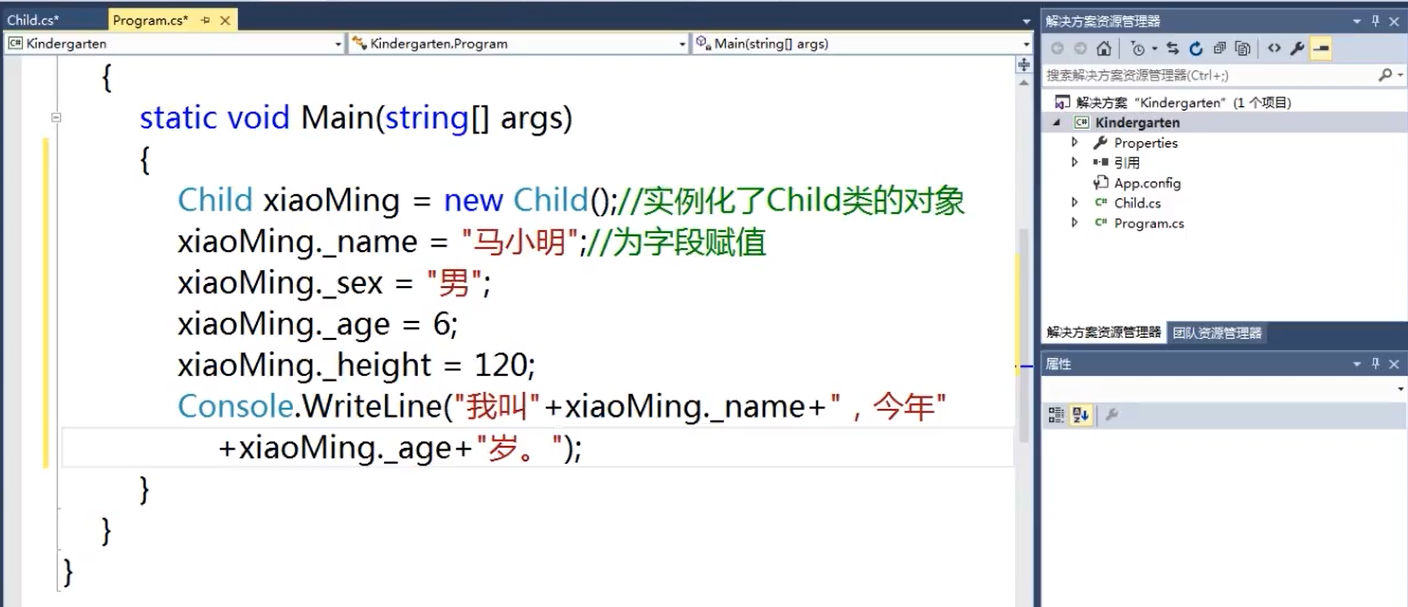 Child.cs*
Program.cs*
Kindergarten
Kindergarten.Program
Main(string[] args)
{
static void Main(string[] args)
{
Child xiaoMing = new Child();//实例化了Child类的对象
xiaoMing._name = "马小明";//为字段赋值
xiaoMing._sex = "男";
xiaoMing._age = 6;
xiaoMing._height = 120;
Console.WriteLine("我叫"+xiaoMing._name+"，今年"
+xiaoMing._age+"岁。");
}
}
}
解决方案资源管理器
搜索解决方案资源管理器(Ctrl+;)
解决方案 "Kindergarten" (1 个项目)
Kindergarten
Properties
引用
App.config
Child.cs
Program.cs
解决方案资源管理器
团队资源管理器
属性